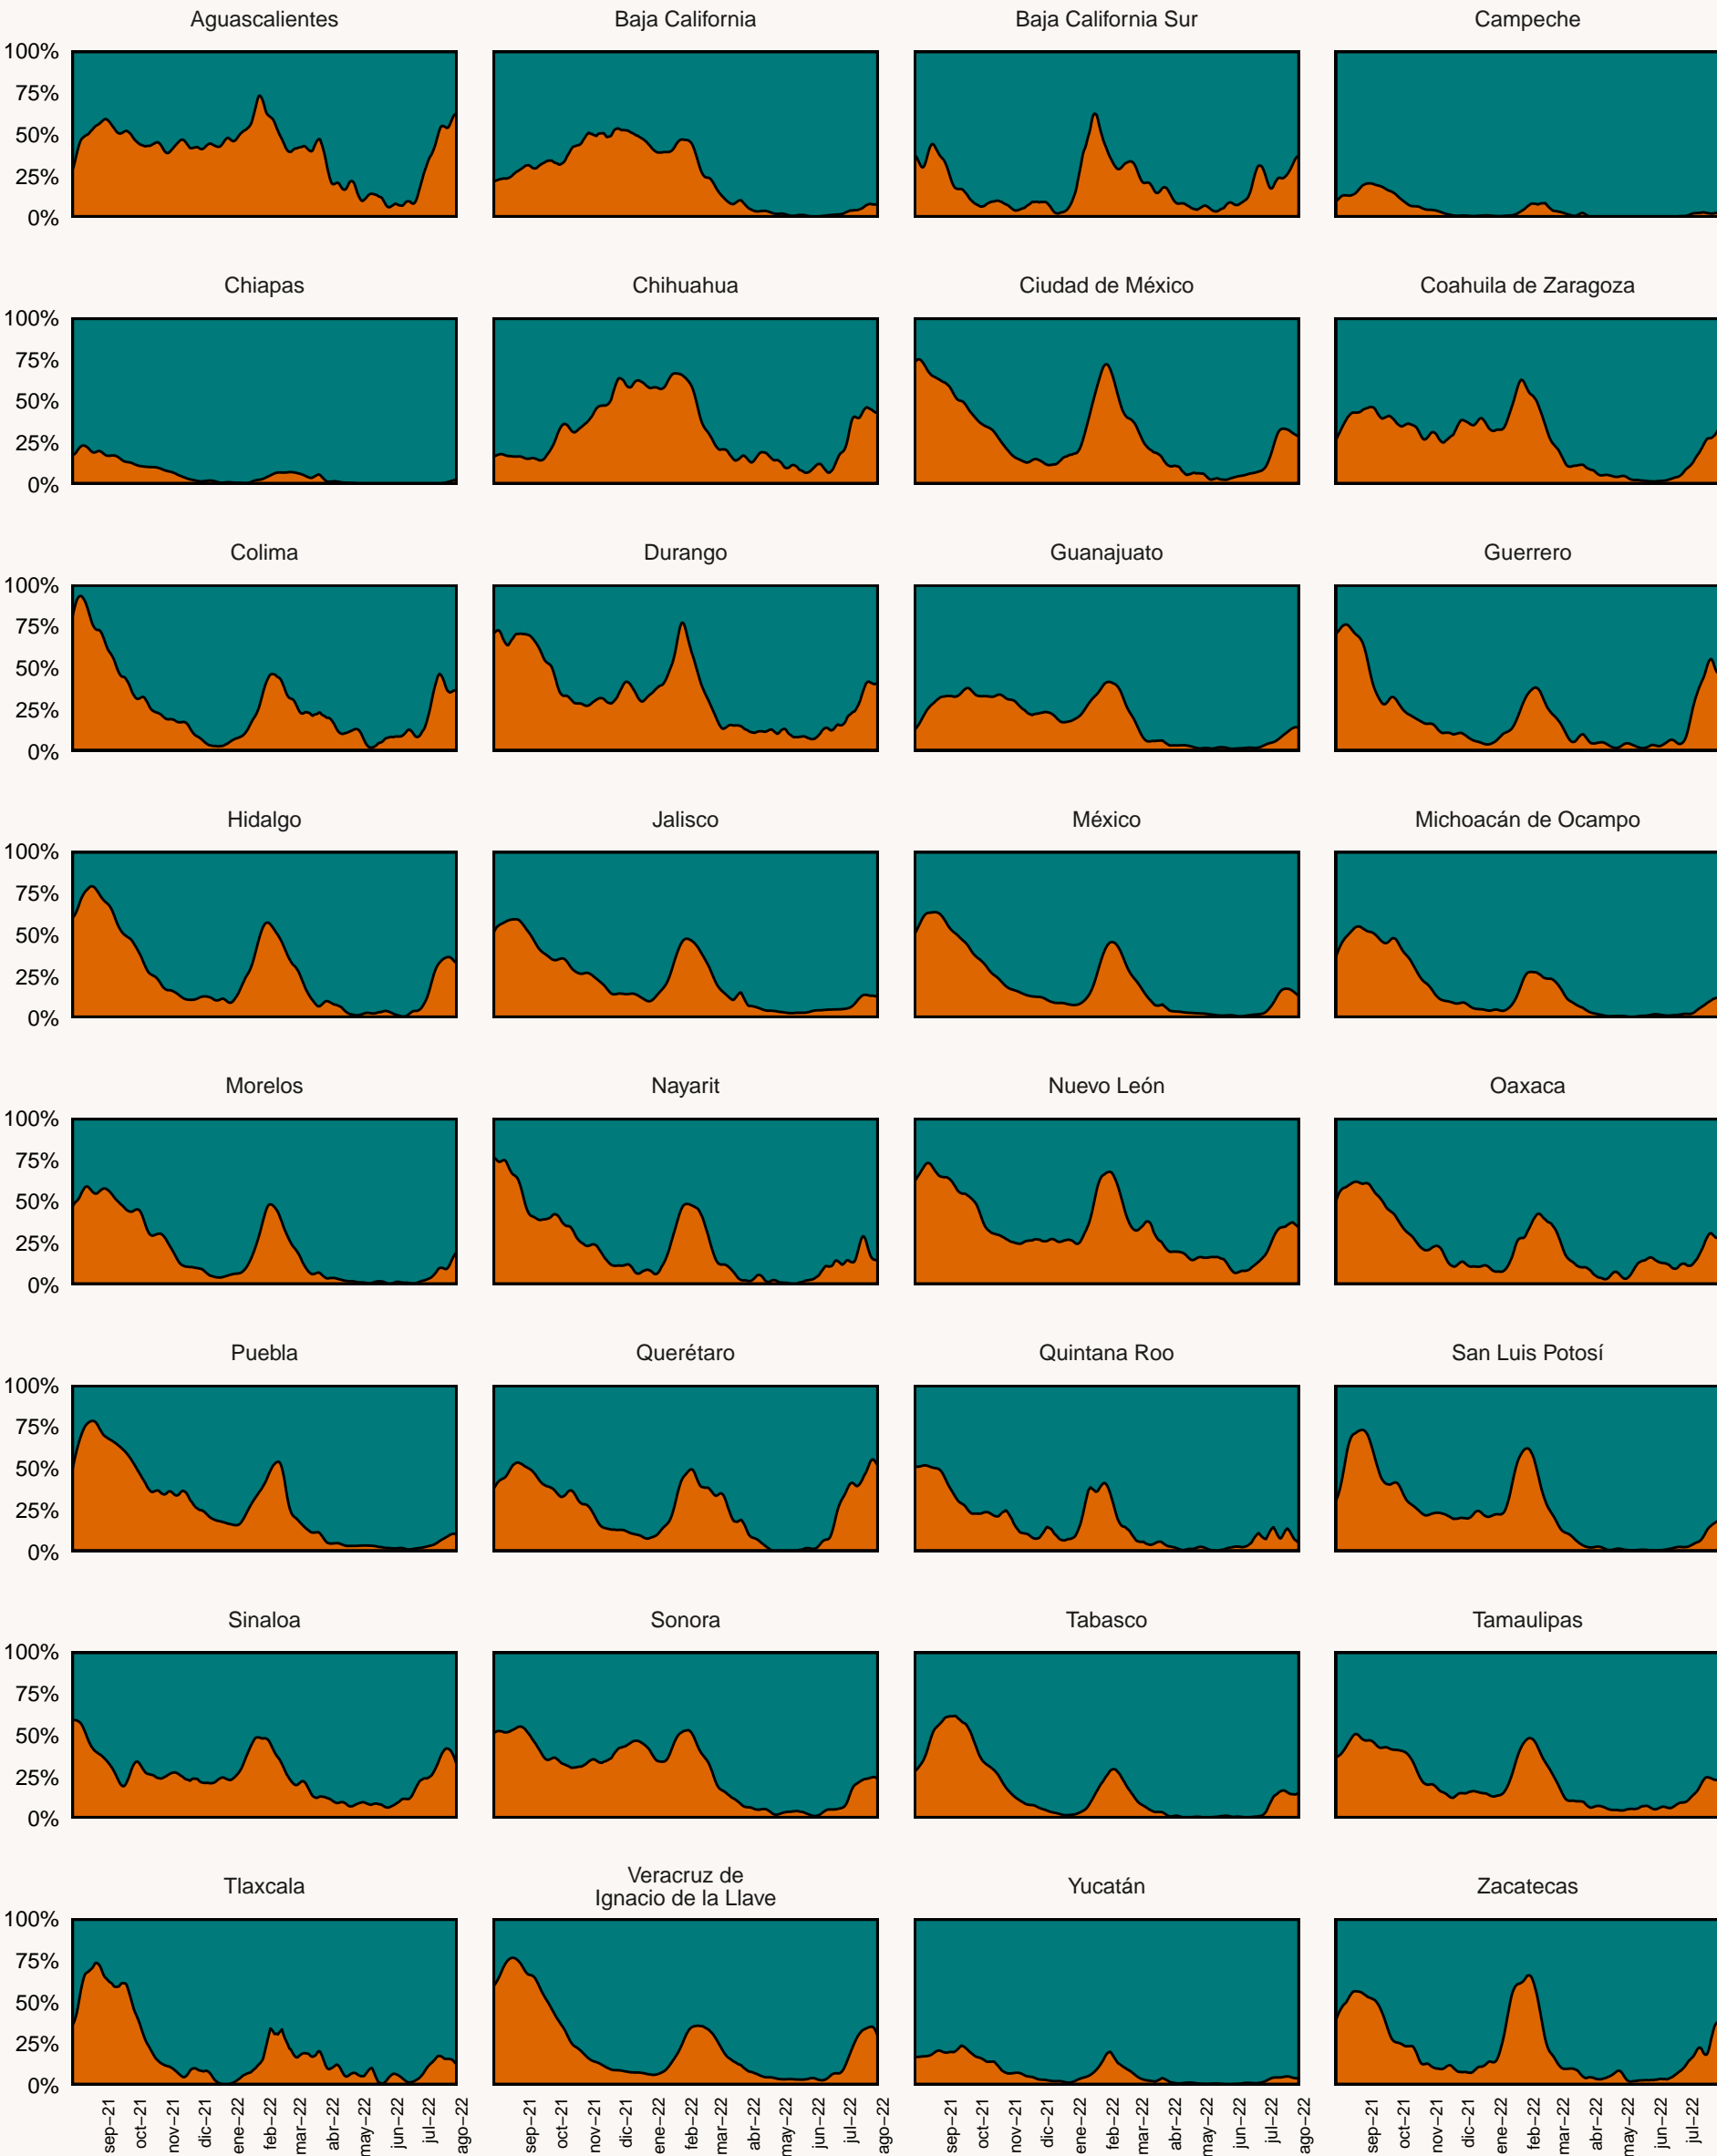 Aguascalientes
Baja California
Baja California Sur
Campeche
100%
75%
50%
25%
0%
Chiapas
Chihuahua
Ciudad de México
Coahuila de Zaragoza
100%
75%
50%
25%
0%
Colima
Durango
Guanajuato
Guerrero
100%
75%
50%
25%
0%
Hidalgo
Jalisco
México
Michoacán de Ocampo
100%
75%
50%
25%
0%
Morelos
Nayarit
Nuevo León
Oaxaca
100%
75%
50%
25%
0%
Puebla
Querétaro
Quintana Roo
San Luis Potosí
100%
75%
50%
25%
0%
Sinaloa
Sonora
Tabasco
Tamaulipas
100%
75%
50%
25%
0%
Tlaxcala
Veracruz de
Ignacio de la Llave
Yucatán
Zacatecas
100%
75%
50%
25%
0%
sep−21
oct−21
nov−21
dic−21
ene−22
feb−22
mar−22
abr−22
may−22
jun−22
jul−22
ago−22
sep−21
oct−21
nov−21
dic−21
ene−22
feb−22
mar−22
abr−22
may−22
jun−22
jul−22
ago−22
sep−21
oct−21
nov−21
dic−21
ene−22
feb−22
mar−22
abr−22
may−22
jun−22
jul−22
ago−22
sep−21
oct−21
nov−21
dic−21
ene−22
feb−22
mar−22
abr−22
may−22
jun−22
jul−22